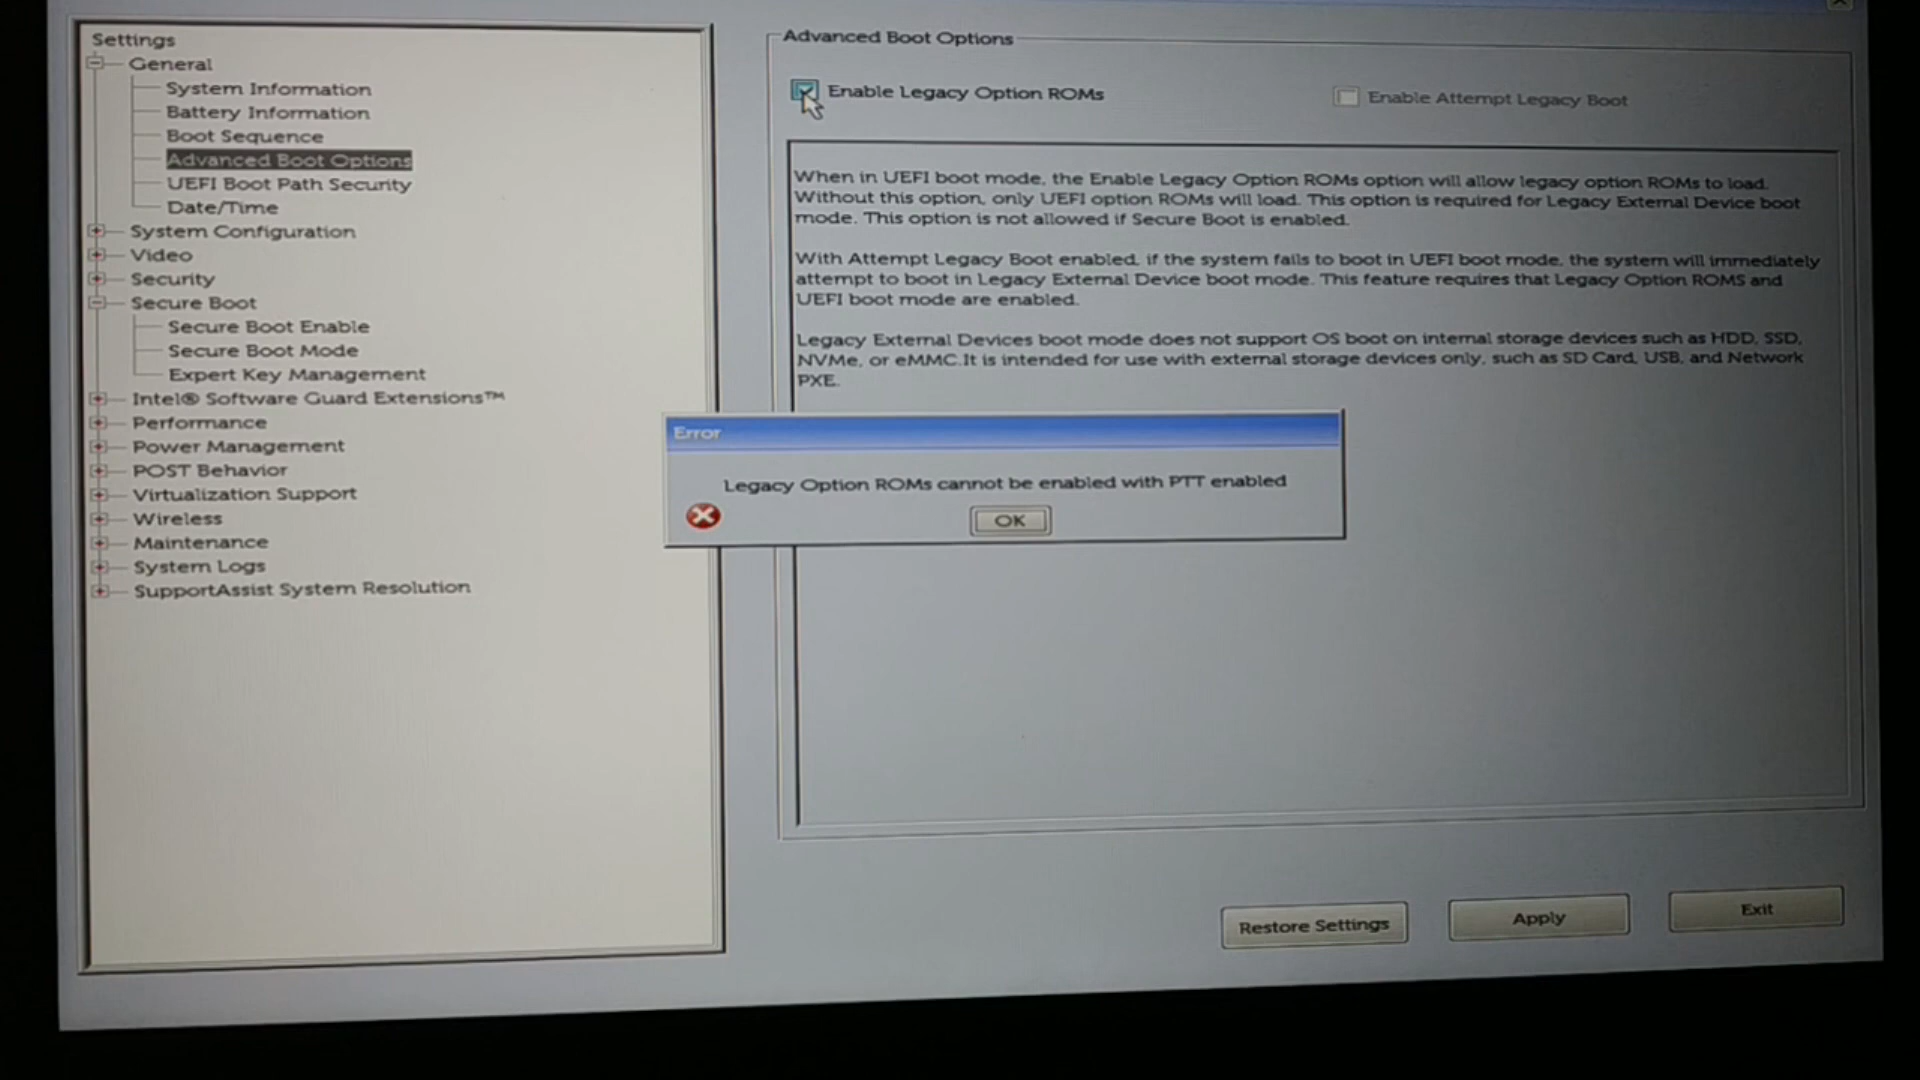 Settings
General
System Information
Battery Information
Boot Sequence
Advanced Boot Options
UEFI Boot Path Security
Date/Time
System Configuration
Video
Security
Secure Boot
Secure Boot Enable
Secure Boot Mode
Expert Key Management
Intel® Software Guard Extensions™
Performance
Power Management
POST Behavior
Virtualization Support
Wireless
Maintenance
System Logs
SupportAssist System Resolution
Advanced Boot Options
Enable Legacy Option ROMs
Enable Attempt Legacy Boot
When in UEFI boot mode, the Enable Legacy Option ROMs option will allow legacy option ROMs to load.
Without this option, only UEFI option ROMs will load. This option is required for Legacy External Device boot
mode. This option is not allowed if Secure Boot is enabled.
With Attempt Legacy Boot enabled, if the system fails to boot in UEFI boot mode, the system will immediately
attempt to boot in Legacy External Device boot mode. This feature requires that Legacy Option ROMS and
UEFI boot mode are enabled.
Legacy External Devices boot mode does not support OS boot on internal storage devices such as HDD, SSD,
NVMe, or eMMC.It is intended for use with external storage devices only, such as SD Card, USB, and Network
PXE.
Error
Legacy Option ROMs cannot be enabled with PTT enabled
OK
Restore Settings
Apply
Exit